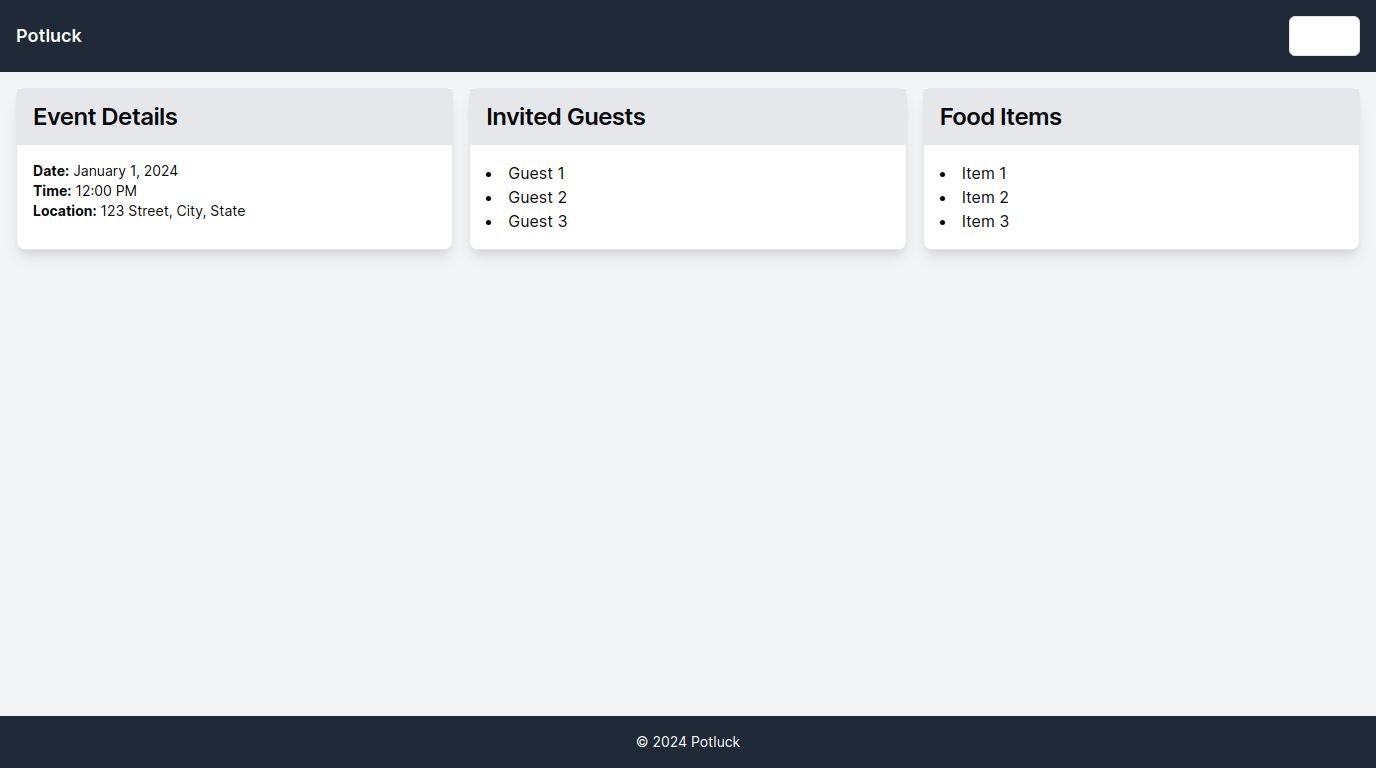 Potluck
Event Details
Date: January 1, 2024
Time: 12:00 PM
Location: 123 Street, City, State
Invited Guests
Guest 1
Guest 2
Guest 3
Food Items
Item 1
Item 2
Item 3
© 2024 Potluck